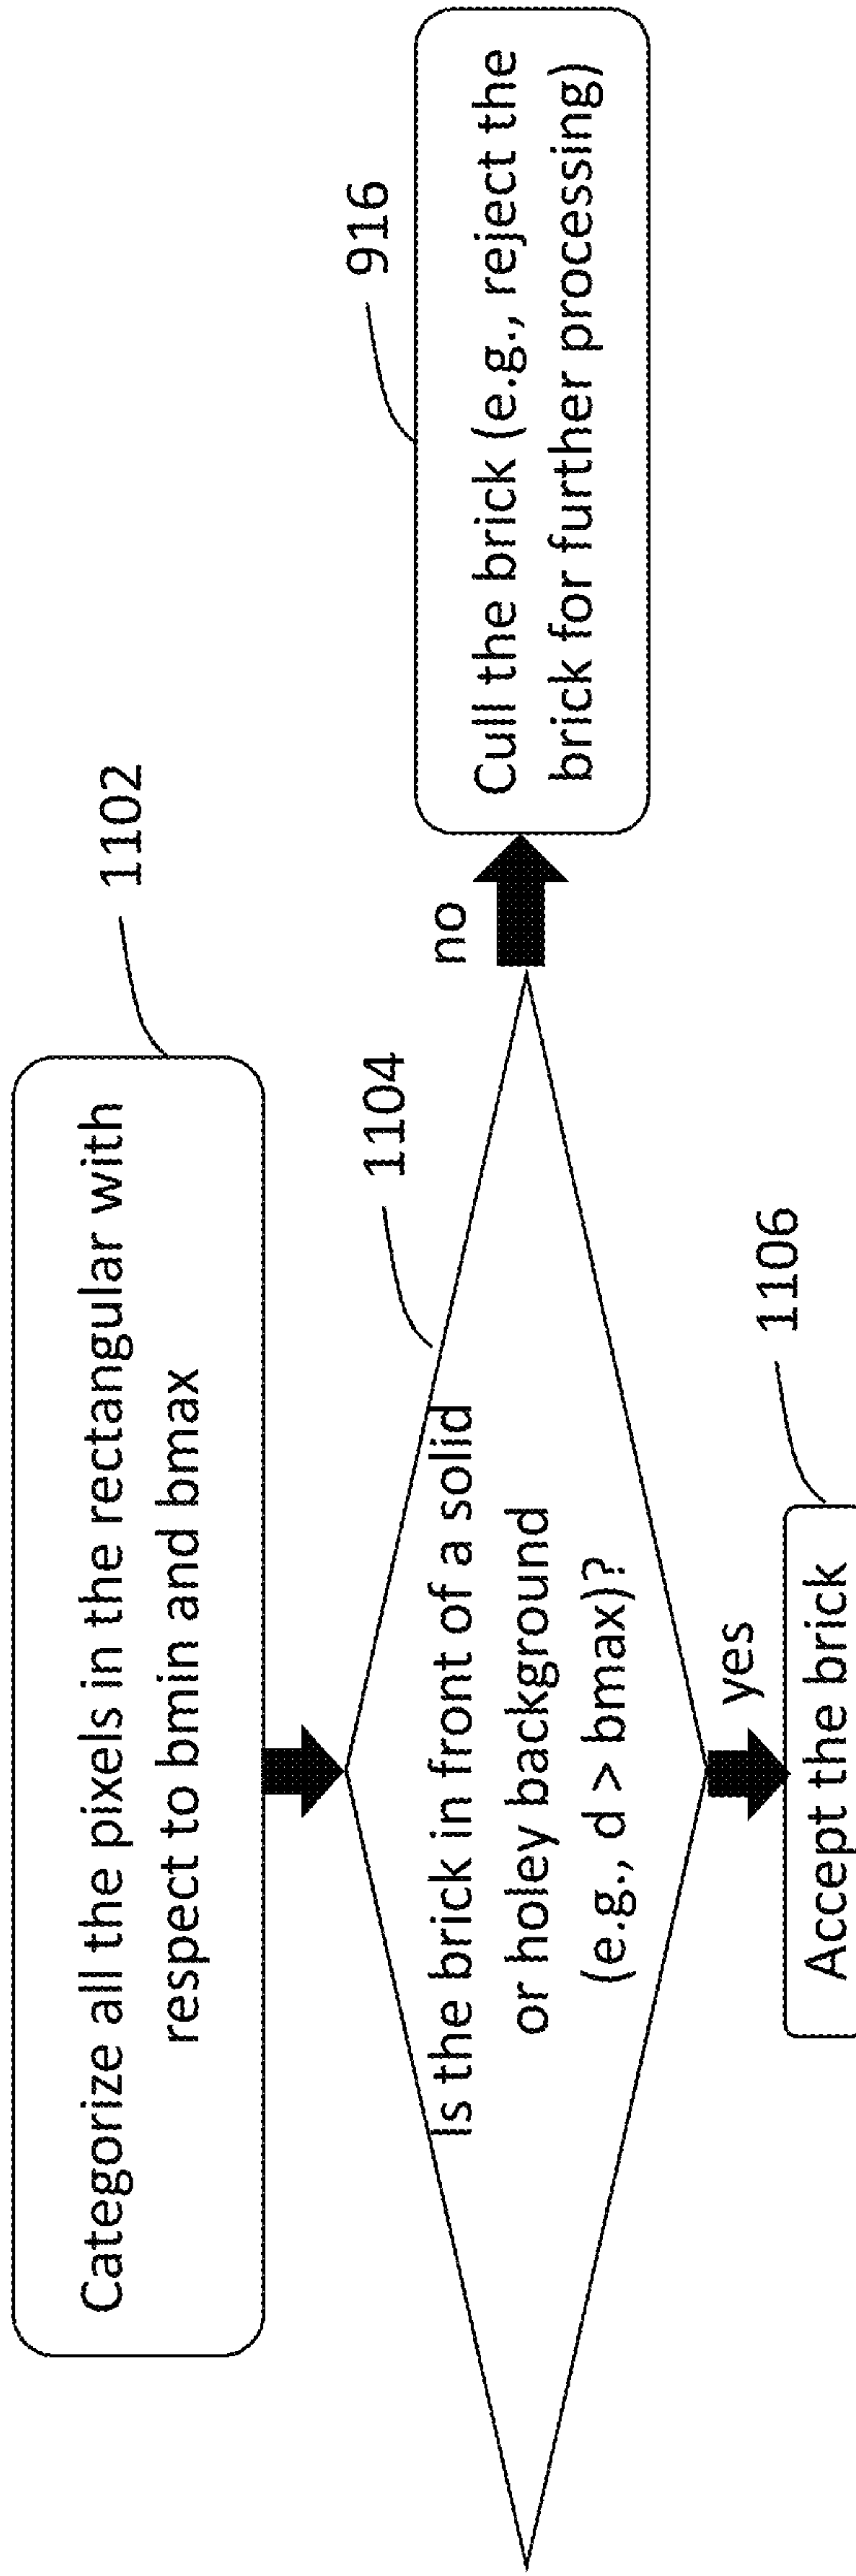 1102
Categorize all the pixels in the rectangular with
respect to bmin and bmax
1104
Is the brick in front of a solid
or holey background
(e.g., d > bmax)?
no
916
Cull the brick (e.g., reject the
brick for further processing)
yes
1106
Accept the brick